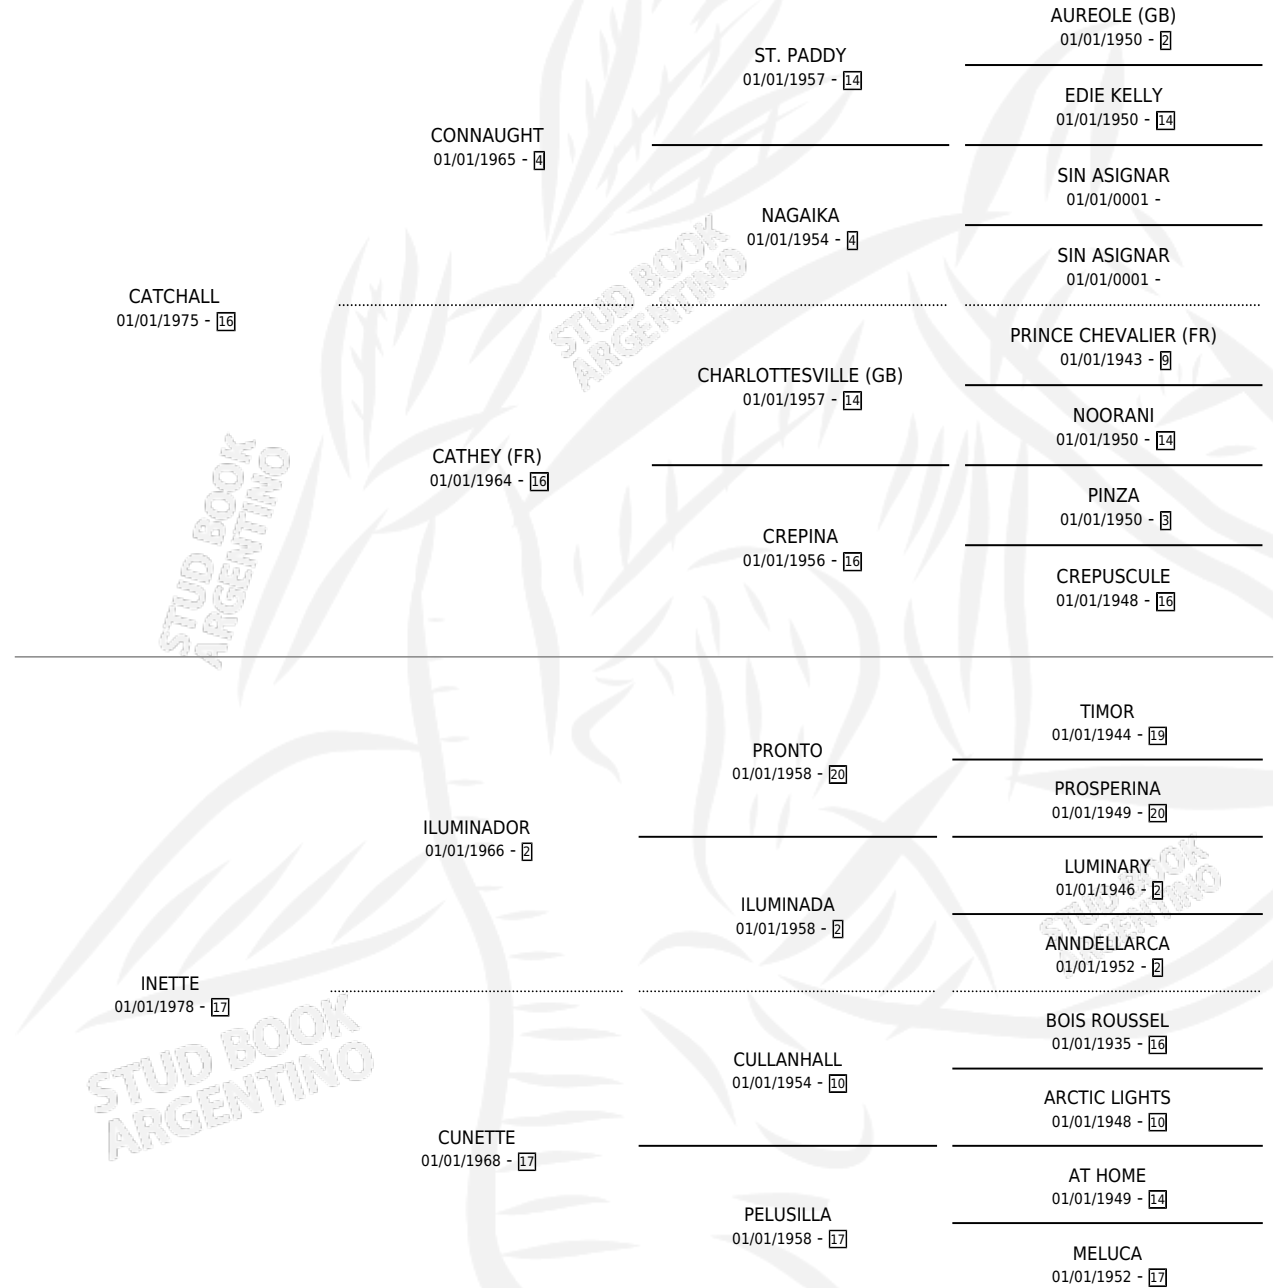 AUREOLE (GB)
01/01/1950 - 2
ST. PADDY
01/01/1957 - 14
EDIE KELLY
01/01/1950 - 14
CONNAUGHT
01/01/1965 - 4
SIN ASIGNAR
01/01/0001 -
NAGAIKA
01/01/1954 - 4
SIN ASIGNAR
01/01/0001 -
CATCHALL
01/01/1975 - 16
PRINCE CHEVALIER (FR)
01/01/1943 - 9
CHARLOTTESVILLE (GB)
01/01/1957 - 14
NOORANI
01/01/1950 - 14
CATHEY (FR)
01/01/1964 - 16
PINZA
01/01/1950 - 3
CREPINA
01/01/1956 - 16
CREPUSCULE
01/01/1948 - 16
TIMOR
01/01/1944 - 19
PRONTO
01/01/1958 - 20
PROSPERINA
01/01/1949 - 20
ILUMINADOR
01/01/1966 - 2
LUMINARY
01/01/1946 - 2
ILUMINADA
01/01/1958 - 2
ANNDELLARCA
01/01/1952 - 2
INETTE
01/01/1978 - 17
BOIS ROUSSEL
01/01/1935 - 16
CULLANHALL
01/01/1954 - 10
ARCTIC LIGHTS
01/01/1948 - 10
CUNETTE
01/01/1968 - 17
AT HOME
01/01/1949 - 14
PELUSILLA
01/01/1958 - 17
MELUCA
01/01/1952 - 17
STUD BOOK
ARGENTINO
STUD BOOK
ARGENTINO
STUD BOOK
ARGENTINO
STUD BOOK
ARGENTINO